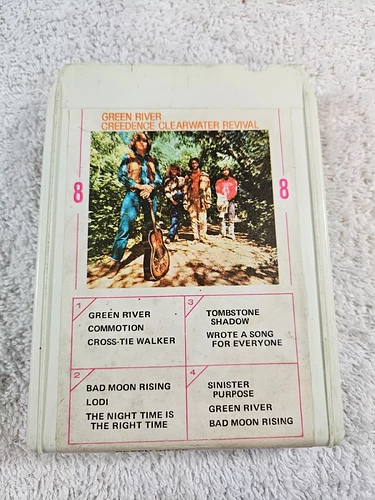 GREEN RIVER
CREEDENCE CLEARWATER REVIVAL
8
8
1
GREEN RIVER
COMMOTION
CROSS-TIE WALKER
3
TOMBSTONE
SHADOW
WROTE A SONG
FOR EVERYONE
2
BAD MOON RISING
LODI
THE NIGHT TIME IS
THE RIGHT TIME
4
SINISTER
PURPOSE
GREEN RIVER
BAD MOON RISING